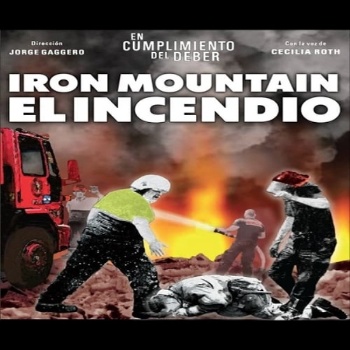 EN
CUMPLIMIENTO
DEL DEBER
Dirección
JORGE GAGGERO
Con la voz de
CECILIA ROTH
IRON MOUNTAIN
EL INCENDIO